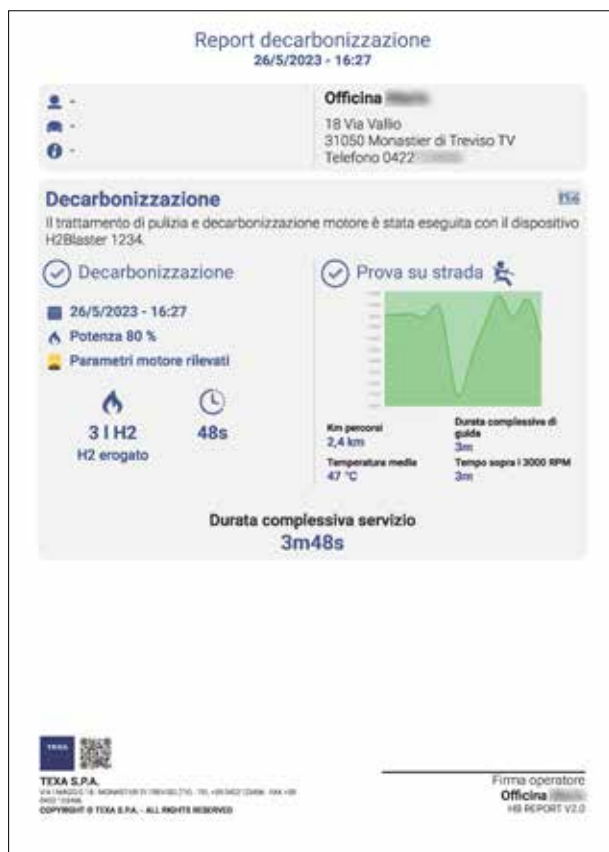 Report decarbonizzazione
26/5/2023 - 16:27
-
-
-
Officina
18 Via Vallio
31050 Monastier di Treviso TV
Telefono 0422
Decarbonizzazione
Il trattamento di pulizia e decarbonizzazione motore è stata eseguita con il dispositivo
H2Blaster 1234.
Decarbonizzazione
26/5/2023 - 16:27
Potenza 80 %
Parametri motore rilevati
3 l H2
H2 erogato
48s
Prova su strada
Km percorsi
2,4 km
Durata complessiva di
guida
3m
Temperatura media
47 °C
Tempo sopra i 3000 RPM
3m
Durata complessiva servizio
3m48s
TEXA
TEXA S.P.A.
COPYRIGHT © TEXA S.P.A. - ALL RIGHTS RESERVED
Firma operatore
Officina
HB REPORT V2.0